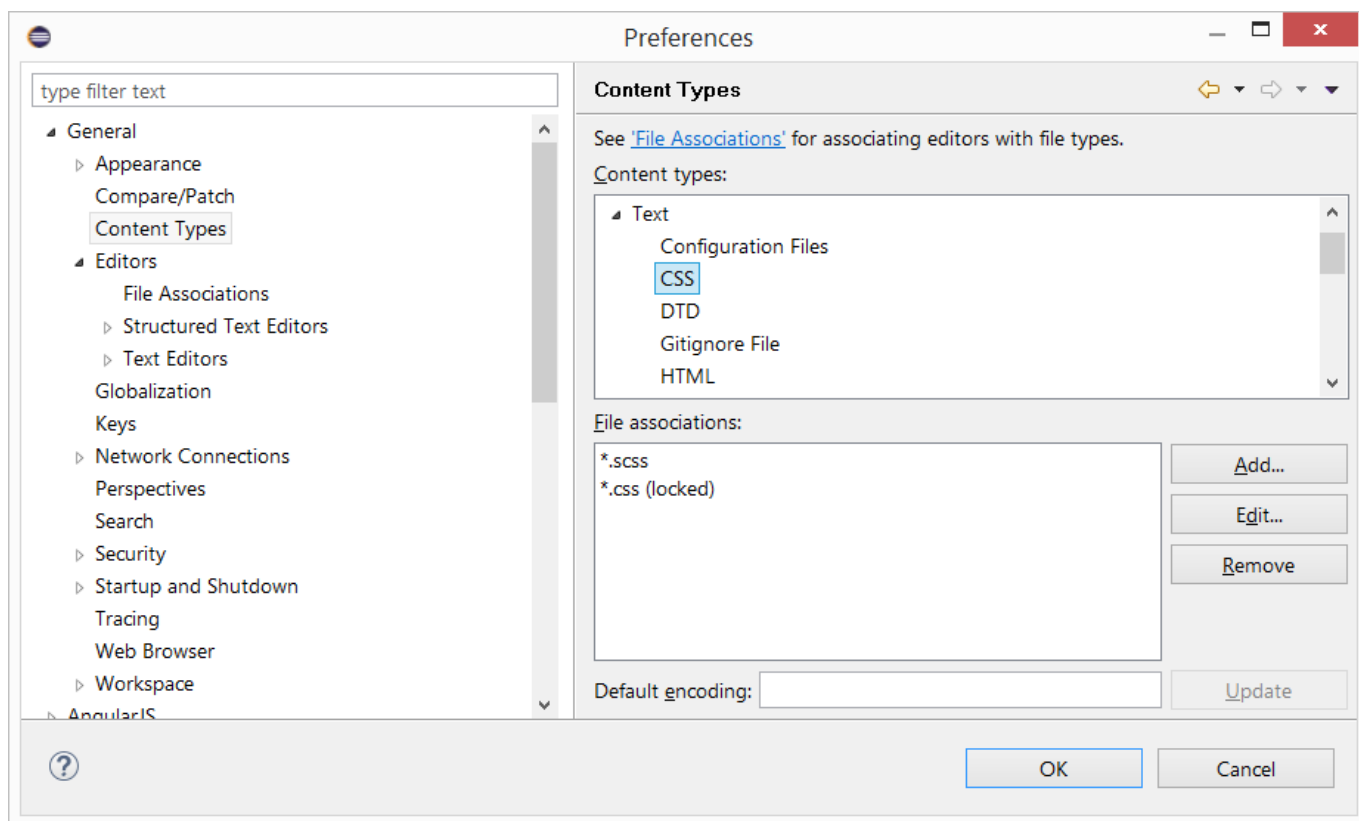 Preferences
type filter text
General
Appearance
Compare/Patch
Content Types
Editors
File Associations
Structured Text Editors
Text Editors
Globalization
Keys
Network Connections
Perspectives
Search
Security
Startup and Shutdown
Tracing
Web Browser
Workspace
AngularJS
Content Types
See 'File Associations' for associating editors with file types.
Content types:
Text
Configuration Files
CSS
DTD
Gitignore File
HTML
File associations:
*.scss
*.css (locked)
Add...
Edit...
Remove
Default encoding:
Update
OK
Cancel